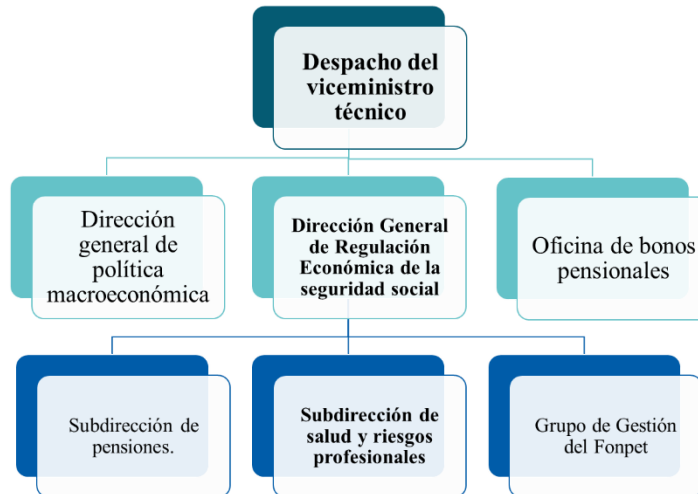 Despacho del
viceministro
técnico
Dirección
general de
política
macroeconómica
Dirección General
de Regulación
Económica de la
seguridad social
Oficina de bonos
pensionales
Subdirección de
pensiones.
Subdirección de
salud y riesgos
profesionales
Grupo de Gestión
del Fonpet